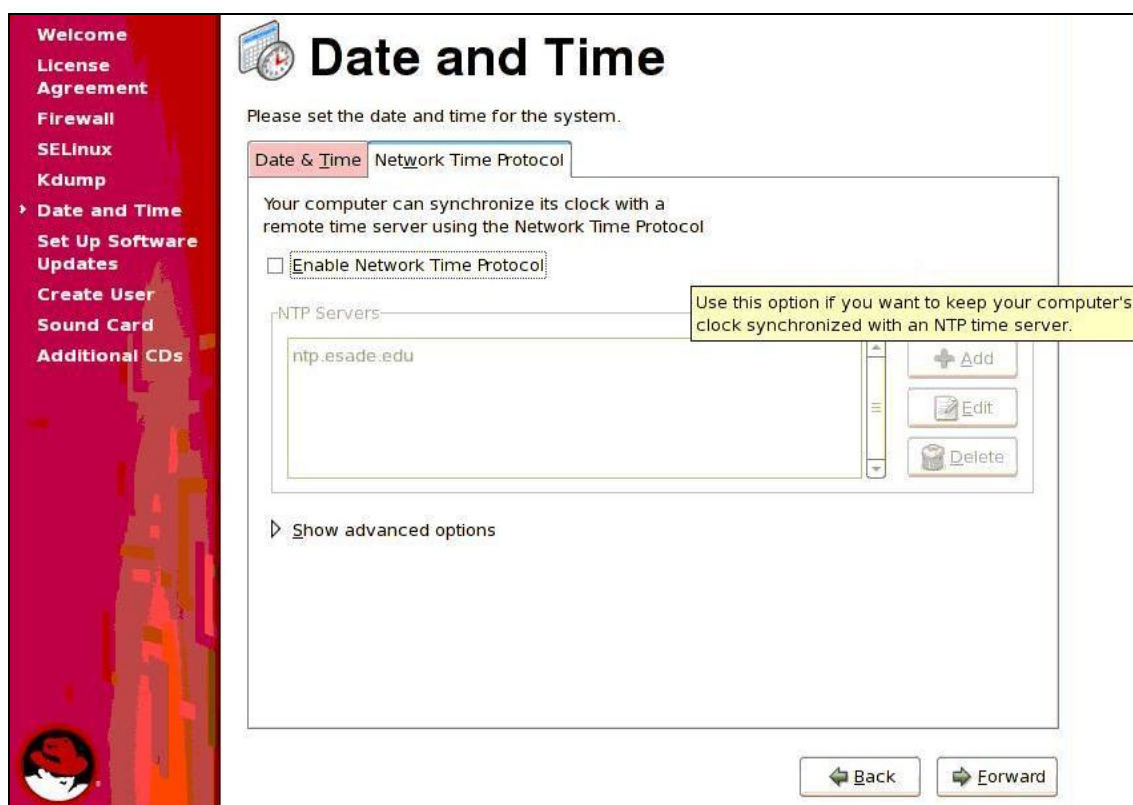 Welcome
License
Agreement
Firewall
SELinux
Kdump
Date and Time
Set Up Software
Updates
Create User
Sound Card
Additional CDs
Date and Time
Please set the date and time for the system.
Date & Time
Network Time Protocol
Your computer can synchronize its clock with a
remote time server using the Network Time Protocol
Enable Network Time Protocol
Use this option if you want to keep your computer's
clock synchronized with an NTP time server.
NTP Servers
ntp.esade.edu
Add
Edit
Delete
Show advanced options
Back
Forward